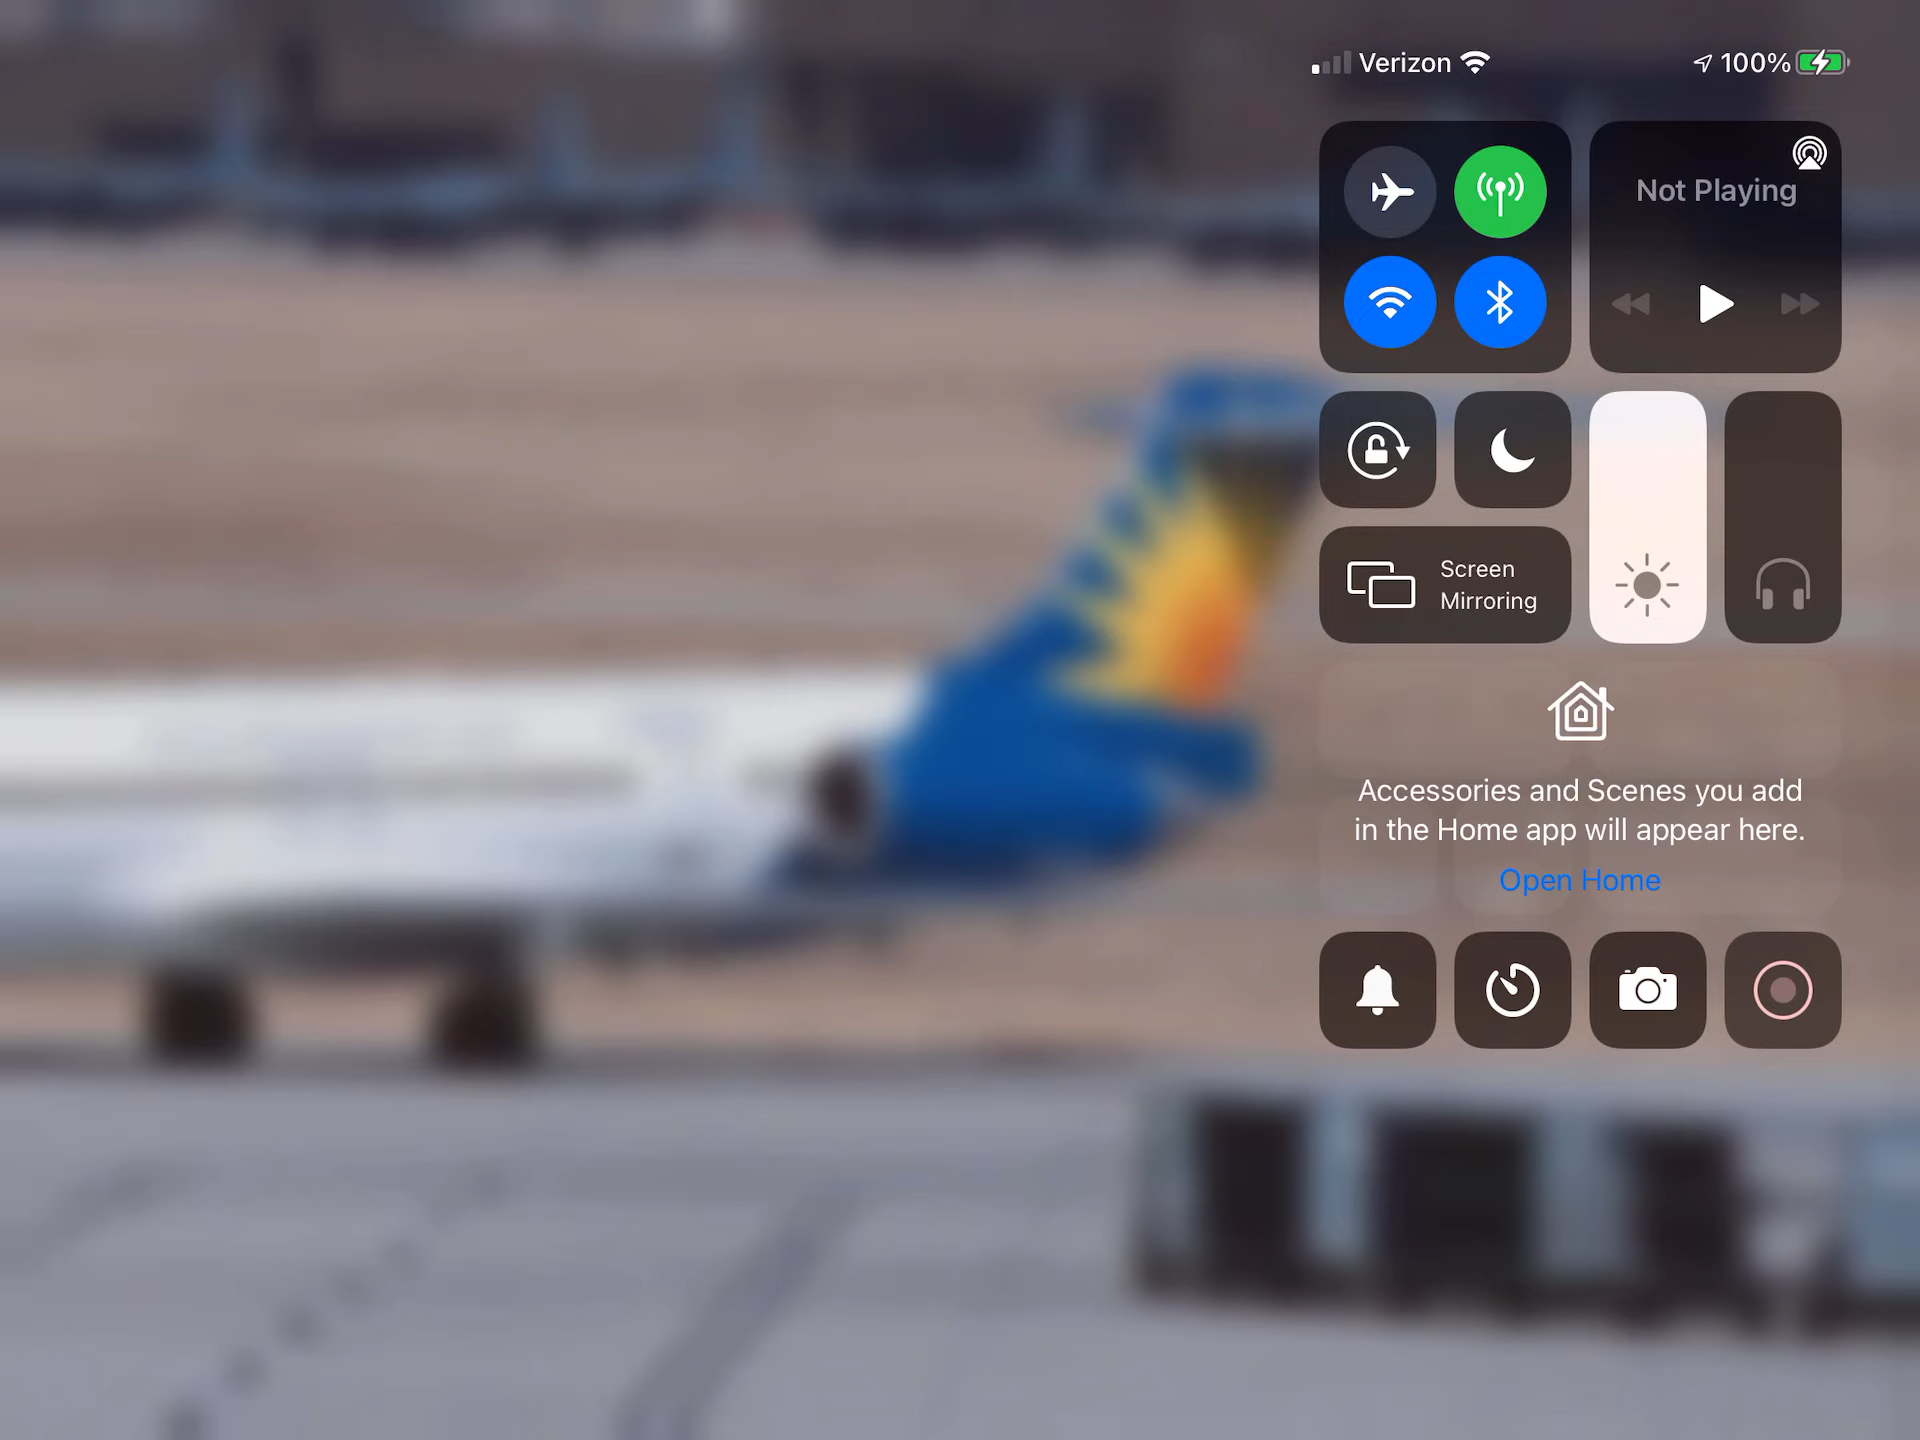 Verizon
100%
Not Playing
Screen
Mirroring
Accessories and Scenes you add
in the Home app will appear here.
Open Home